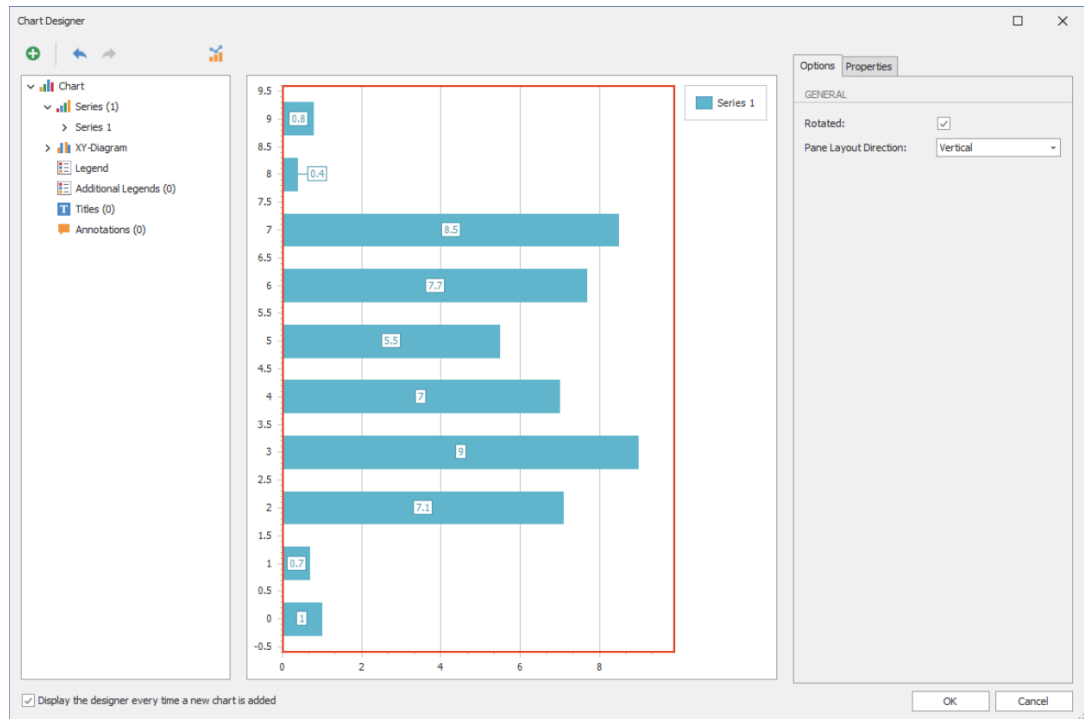 Chart Designer
Chart
Series (1)
Series 1
XY-Diagram
Legend
Additional Legends (0)
Titles (0)
Annotations (0)
9.5
9
8.5
8
7.5
7
6.5
6
5.5
5
4.5
4
3.5
3
2.5
2
1.5
1
0.5
0
-0.5
0.8
0.4
8.5
7.7
5.5
7
9
7.1
0.7
1
0 2 4 6 8
Series 1
Options Properties
GENERAL
Rotated:
Pane Layout Direction: Vertical
Display the designer every time a new chart is added
OK Cancel